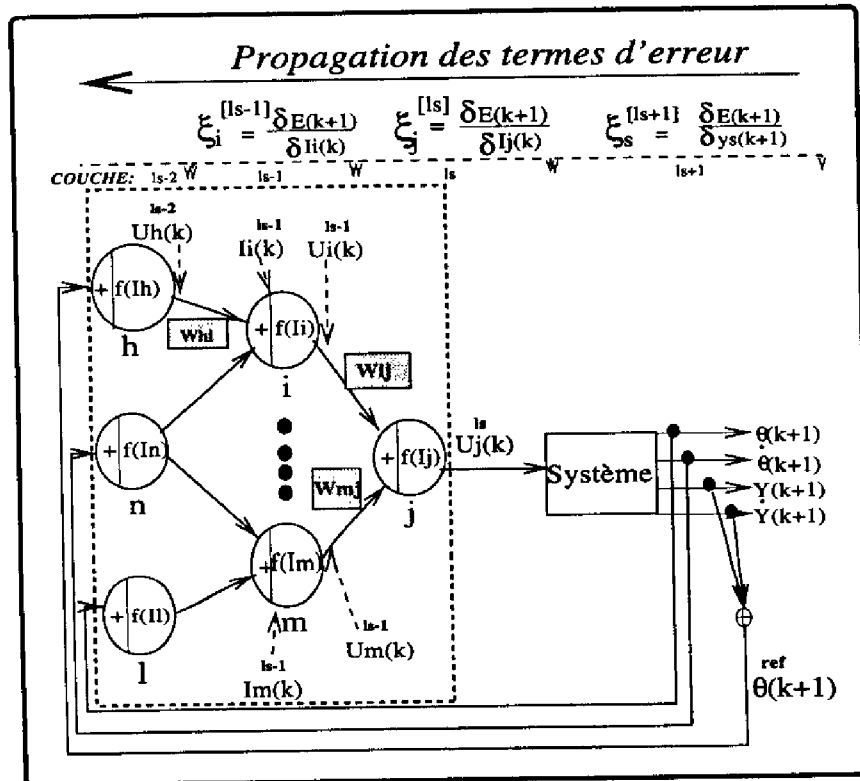 Propagation des termes d'erreur
ξi[ls-1] = δE(k+1)/δIi(k) ξj[ls] = δE(k+1)/δIj(k) ξs[ls+1] = δE(k+1)/δys(k+1)
COUCHE: ls-2 W ls-1 W ls W ls+1 V
ls-2 ls-1 ls-1
Uh(k) Ii(k) Ui(k)
+ f(Ih)
Whi
+ f(Ii)
h
Wij
i
ls
+ f(In) + f(Ij) Uj(k)
Système
θ(k+1)
θ̇(k+1)
Y(k+1)
Ẏ(k+1)
Wmj
n
j
+ f(Im)
+ f(Il)
m
ls-1
Um(k)
l
ls-1
Im(k)
ref
θ(k+1)